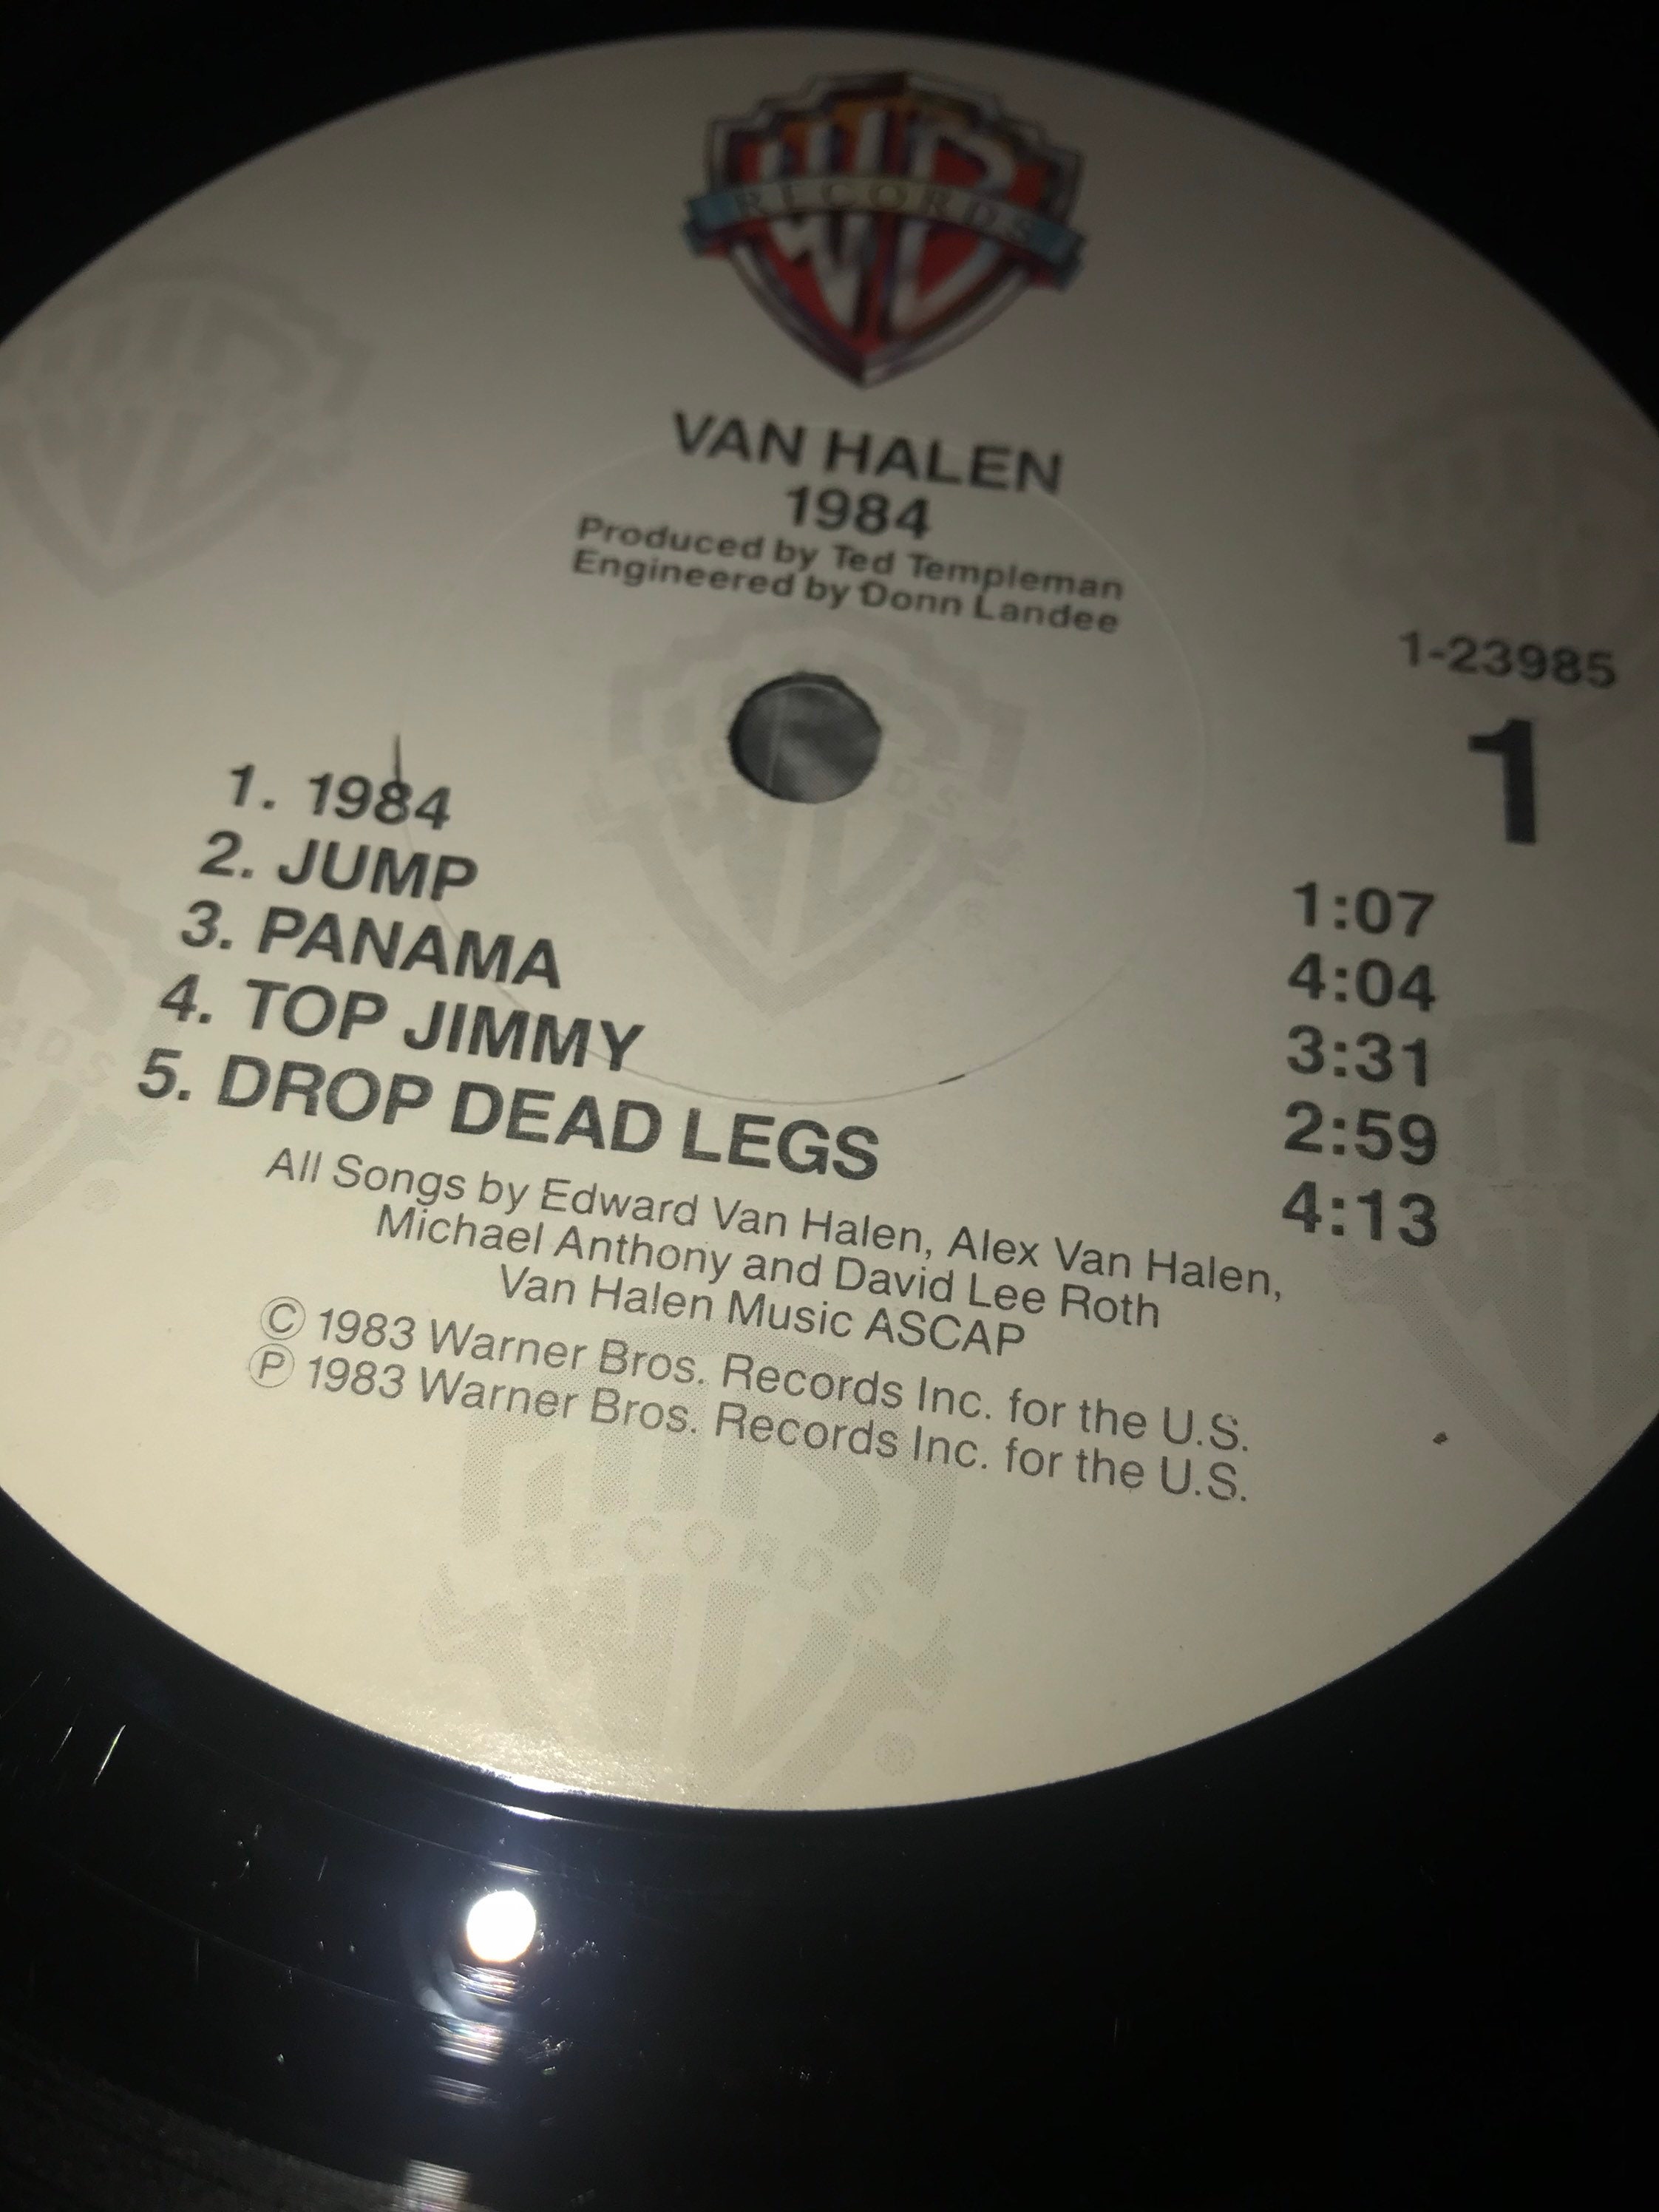 WB
RECORDS
VAN HALEN
1984
Produced by Ted Templeman
Engineered by Donn Landee
1-23985
1
1. 1984 1:07
2. JUMP 4:04
3. PANAMA 3:31
4. TOP JIMMY 2:59
5. DROP DEAD LEGS 4:13
All Songs by Edward Van Halen, Alex Van Halen,
Michael Anthony and David Lee Roth
Van Halen Music ASCAP
© 1983 Warner Bros. Records Inc. for the U.S.
℗ 1983 Warner Bros. Records Inc. for the U.S.
RECORDS
®